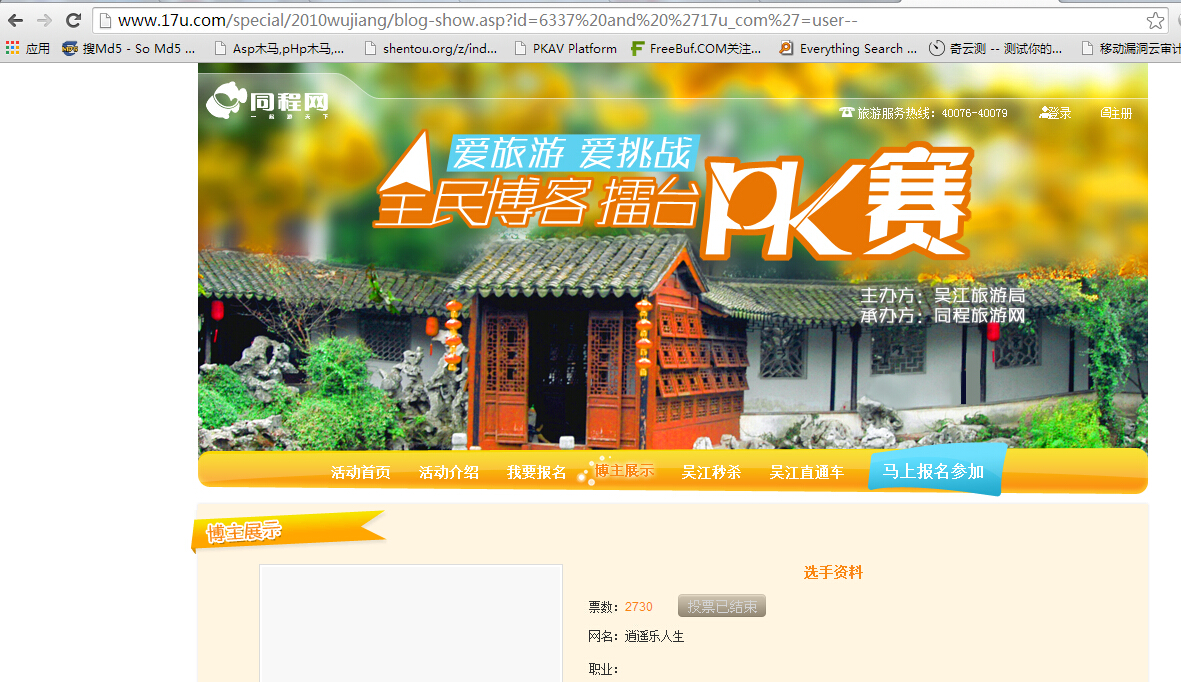 www.17u.com/special/2010wujiang/blog-show.asp?id=6337%20and%20%2717u_com%27=user--
应用 搜Md5 - So Md5 ... Asp木马,pHp木马,... shentou.org/z/ind... PKAV Platform FreeBuf.COM关注... Everything Search ... 奇云测 -- 测试你的... 移动漏洞云审计
同程网
一起游天下
旅游服务热线：40076-40079 登录 注册
爱旅游 爱挑战
全民博客 擂台 PK赛
主办方：吴江旅游局
承办方：同程旅游网
活动首页 活动介绍 我要报名 博主展示 吴江秒杀 吴江直通车 马上报名参加
博主展示
选手资料
票数：2730 投票已结束
网名：逍遥乐人生
职业：